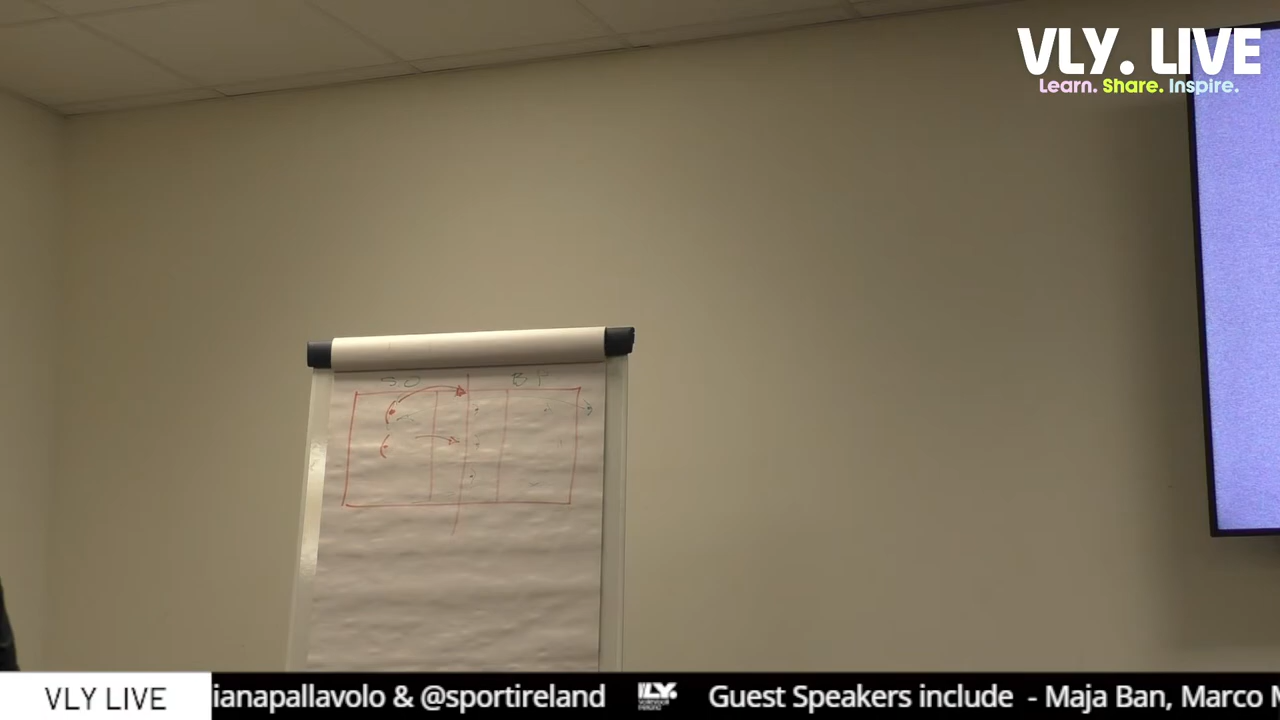 VLY. LIVE
Learn. Share. Inspire.
S O
B P
VLY LIVE
ianapallavolo & @sportireland
Guest Speakers include - Maja Ban, Marco